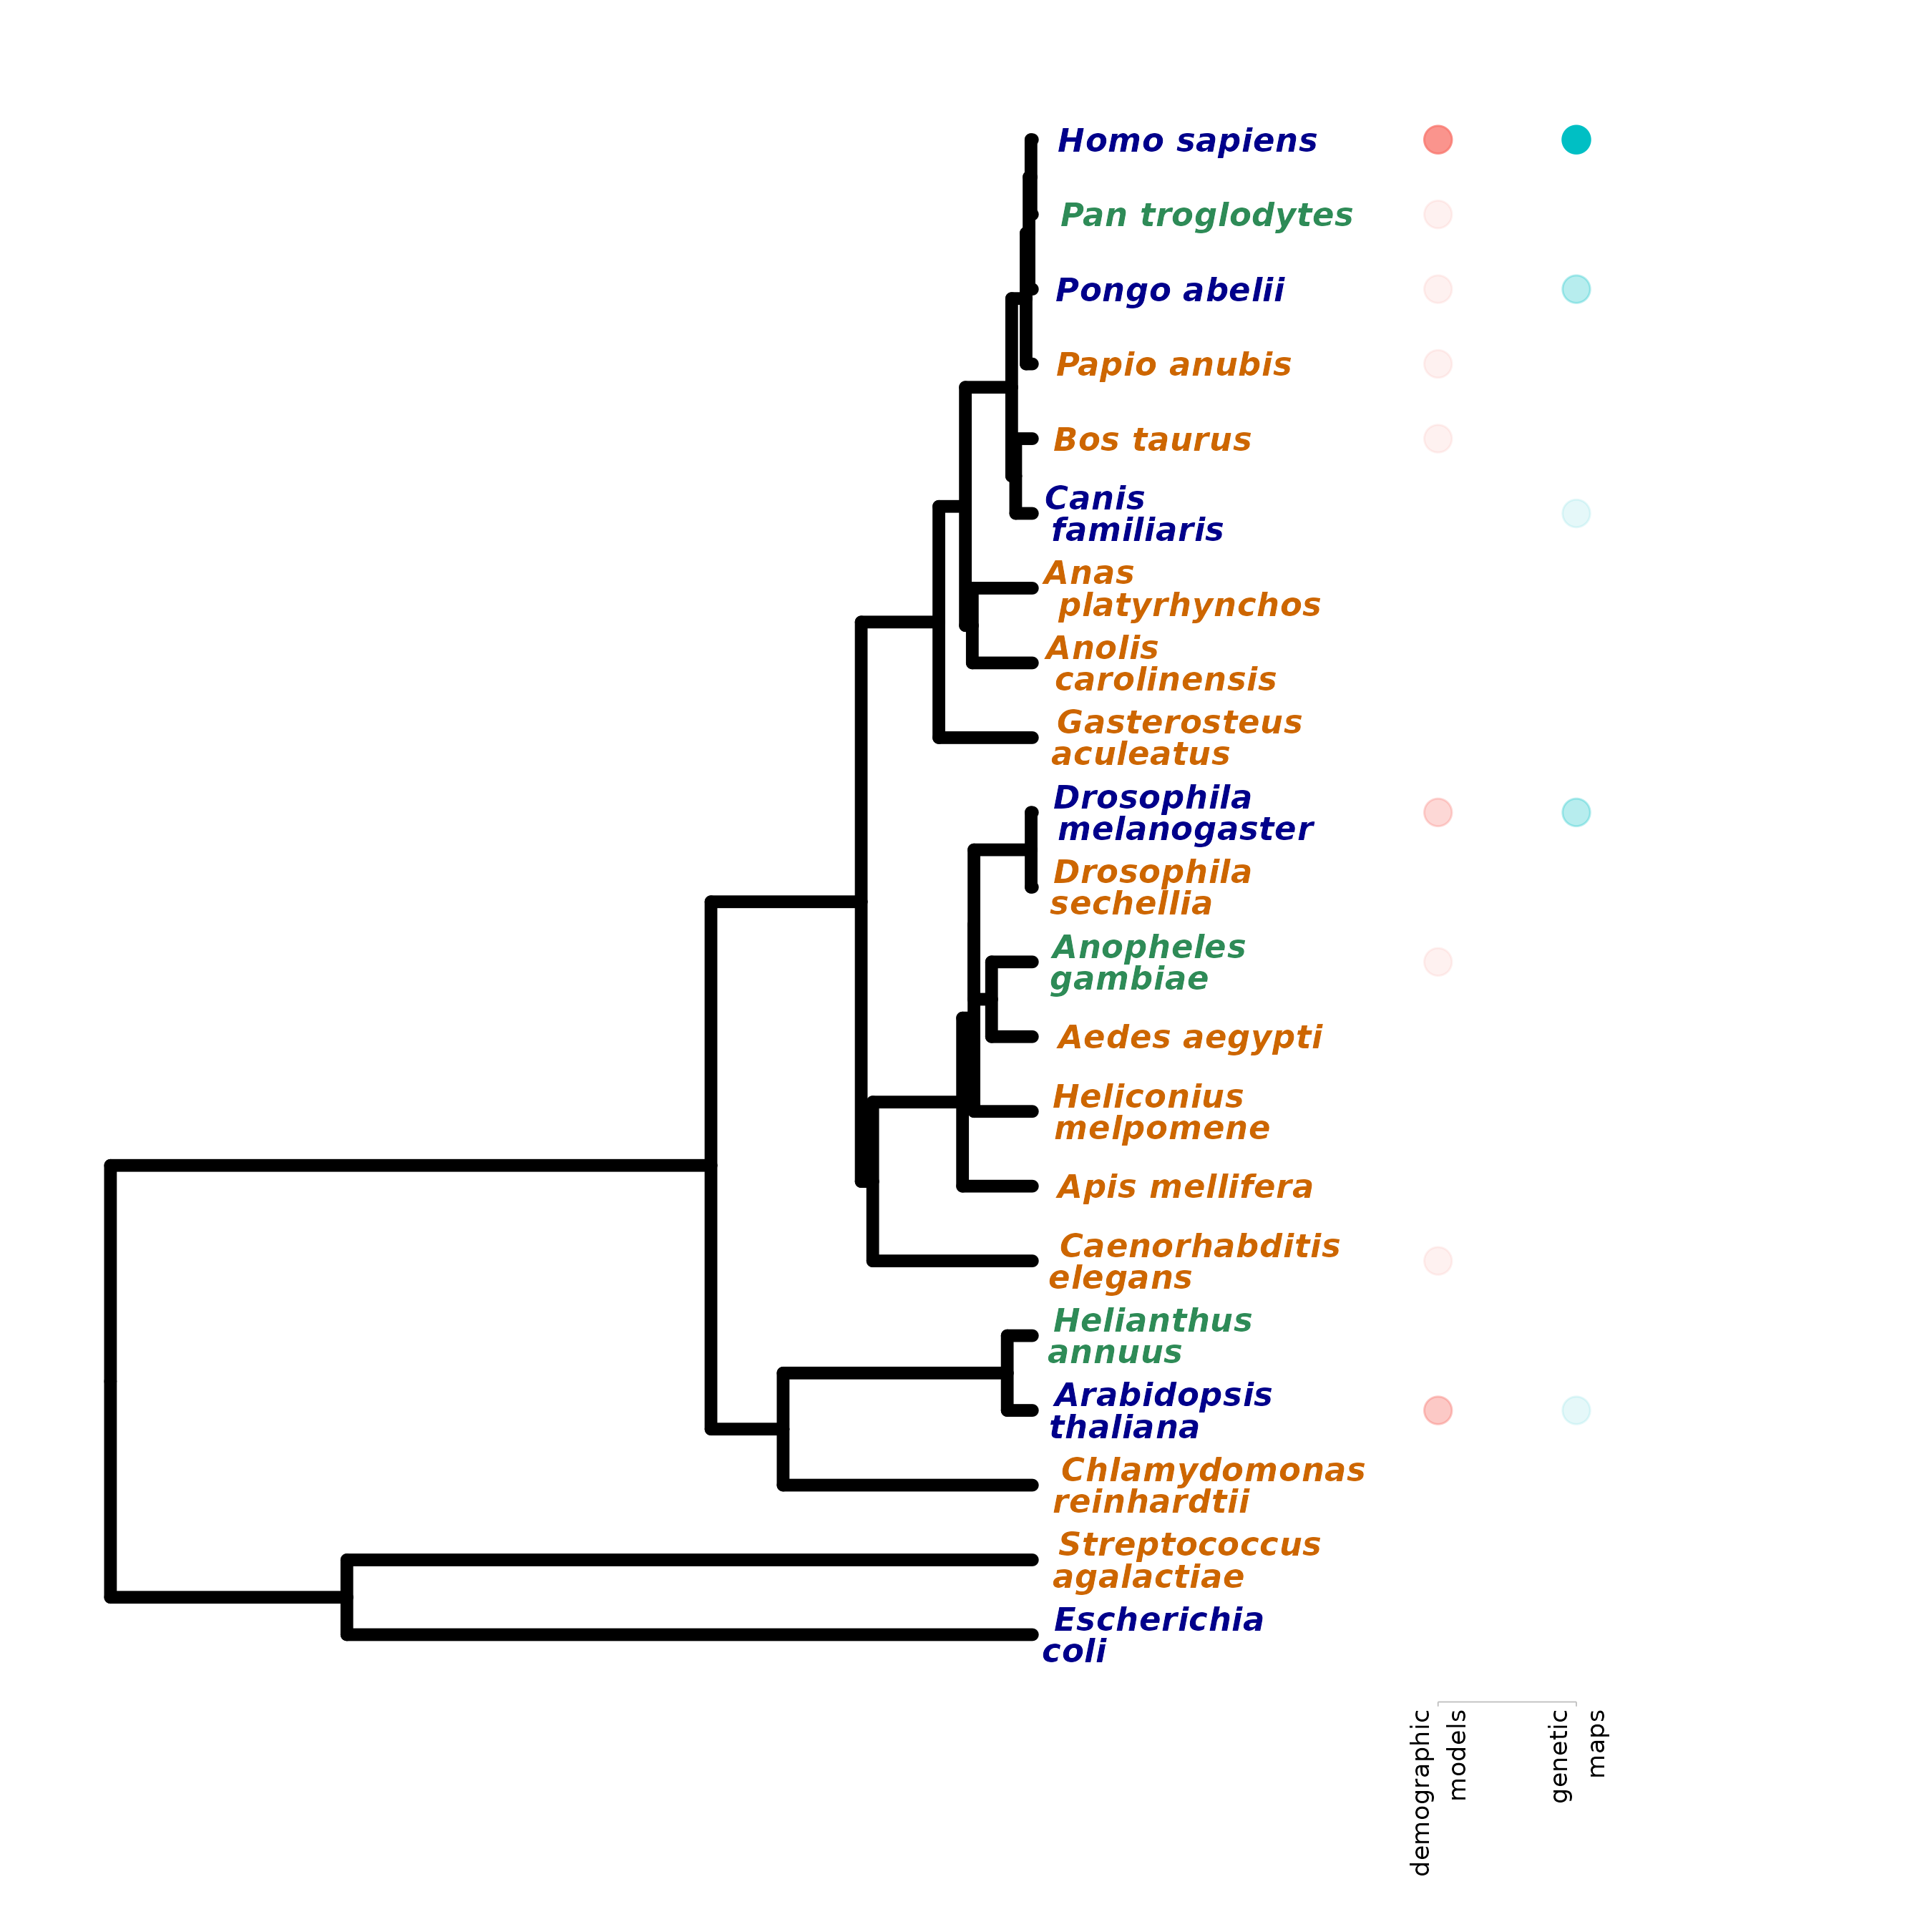 Homo sapiens
Pan troglodytes
Pongo abelii
Papio anubis
Bos taurus
Canis
familiaris
Anas
platyrhynchos
Anolis
carolinensis
Gasterosteus
aculeatus
Drosophila
melanogaster
Drosophila
sechellia
Anopheles
gambiae
Aedes aegypti
Heliconius
melpomene
Apis mellifera
Caenorhabditis
elegans
Helianthus
annuus
Arabidopsis
thaliana
Chlamydomonas
reinhardtii
Streptococcus
agalactiae
Escherichia
coli
demographic
models
genetic
maps